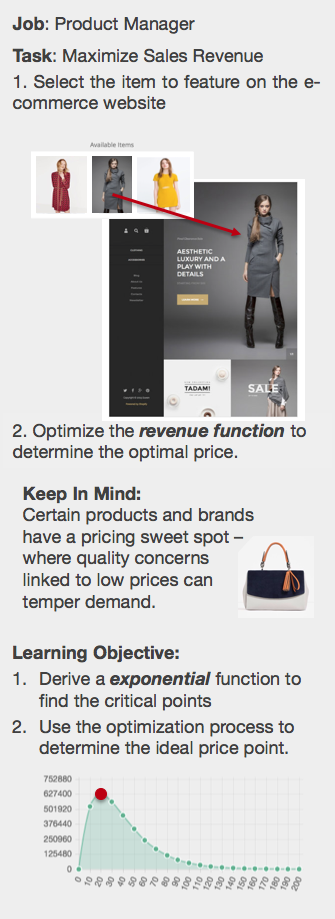 Job: Product Manager
Task: Maximize Sales Revenue
1. Select the item to feature on the e-
commerce website
Available Items
AESTHETIC
LUXURY AND A
PLAY WITH
DETAILS
TADAM!
SALE
2. Optimize the revenue function to
determine the optimal price.
Keep In Mind:
Certain products and brands
have a pricing sweet spot –
where quality concerns
linked to low prices can
temper demand.
Learning Objective:
1. Derive a exponential function to
find the critical points
2. Use the optimization process to
determine the ideal price point.
752880
627400
501920
376440
250960
125480
0
0 10 20 30 40 50 60 70 80 90 100 110 120 130 140 150 160 170 180 190 200